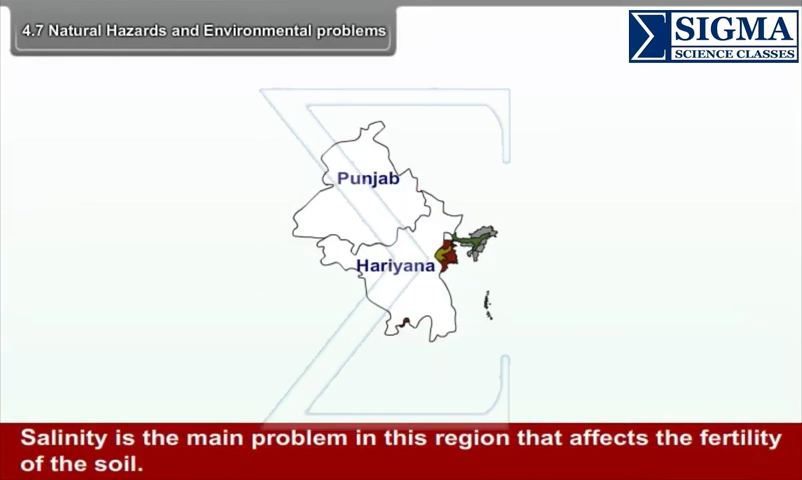 4.7 Natural Hazards and Environmental problems
SIGMA
SCIENCE CLASSES
Punjab
Hariyana
Salinity is the main problem in this region that affects the fertility
of the soil.